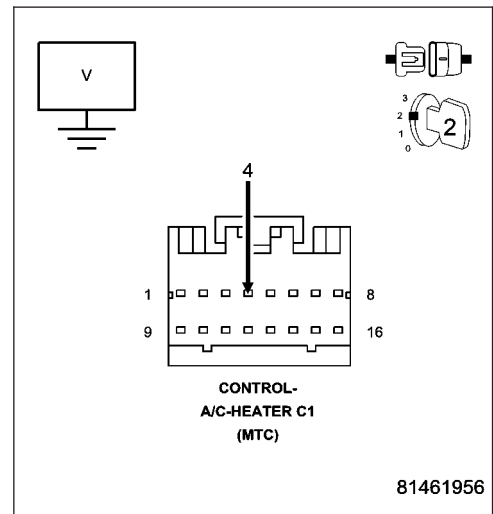 V
3
2
1
0
2
4
1
8
9
16
CONTROL-
A/C-HEATER C1
(MTC)
81461956